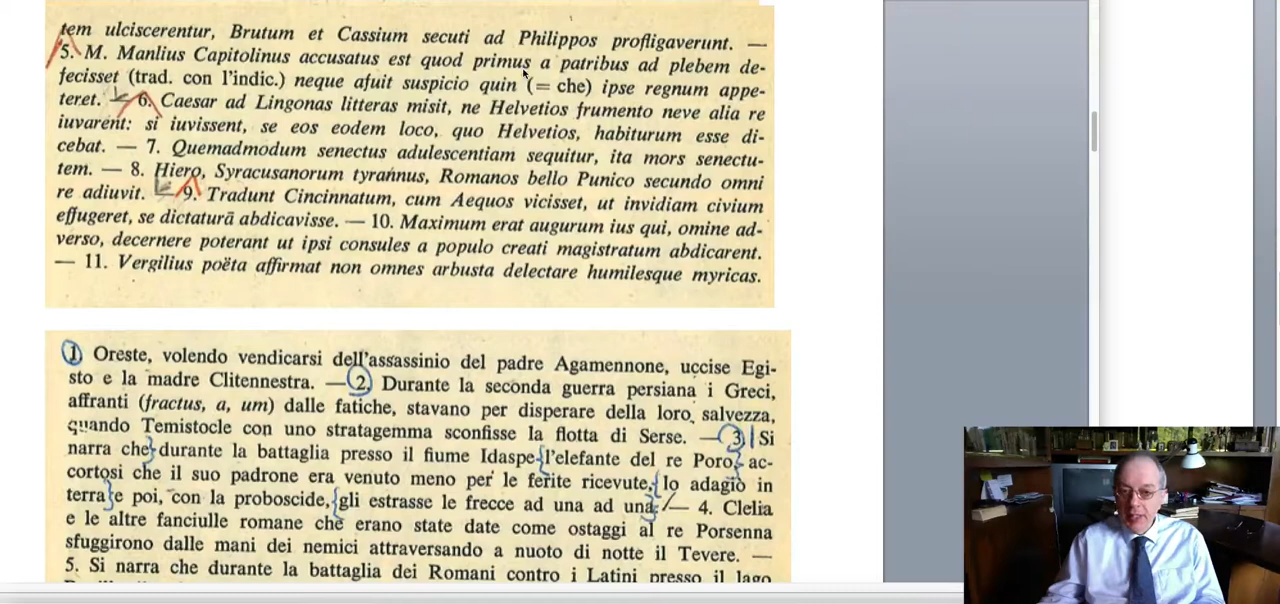 tem ulciscerentur, Brutum et Cassium secuti ad Philippos profligaverunt. —
5. M. Manlius Capitolinus accusatus est quod primus a patribus ad plebem de-
fecisset (trad. con l'indic.) neque afuit suspicio quin (= che) ipse regnum appe-
teret. — 6. Caesar ad Lingonas litteras misit, ne Helvetios frumento neve alia re
iuvarent: si iuvissent, se eos eodem loco, quo Helvetios, habiturum esse di-
cebat. — 7. Quemadmodum senectus adulescentiam sequitur, ita mors senectu-
tem. — 8. Hiero, Syracusanorum tyrannus, Romanos bello Punico secundo omni
re adiuvit. — 9. Tradunt Cincinnatum, cum Aequos vicisset, ut invidiam civium
effugeret, se dictaturā abdicavisse. — 10. Maximum erat augurum ius qui, omine ad-
verso, decernere poterant ut ipsi consules a populo creati magistratum abdicarent.
— 11. Vergilius poëta affirmat non omnes arbusta delectare humilesque myricas.
1. Oreste, volendo vendicarsi dell'assassinio del padre Agamennone, uccise Egi-
sto e la madre Clitennestra. — 2. Durante la seconda guerra persiana i Greci,
affranti (fractus, a, um) dalle fatiche, stavano per disperare della loro salvezza,
quando Temistocle con uno stratagemma sconfisse la flotta di Serse. — 3. Si
narra che durante la battaglia presso il fiume Idaspe l'elefante del re Poro, ac-
cortosi che il suo padrone era venuto meno per le ferite ricevute, lo adagiò in
terra e poi, con la proboscide, gli estrasse le frecce ad una ad una. — 4. Clelia
e le altre fanciulle romane che erano state date come ostaggi al re Porsenna
sfuggirono dalle mani dei nemici attraversando a nuoto di notte il Tevere. —
5. Si narra che durante la battaglia dei Romani contro i Latini presso il lago